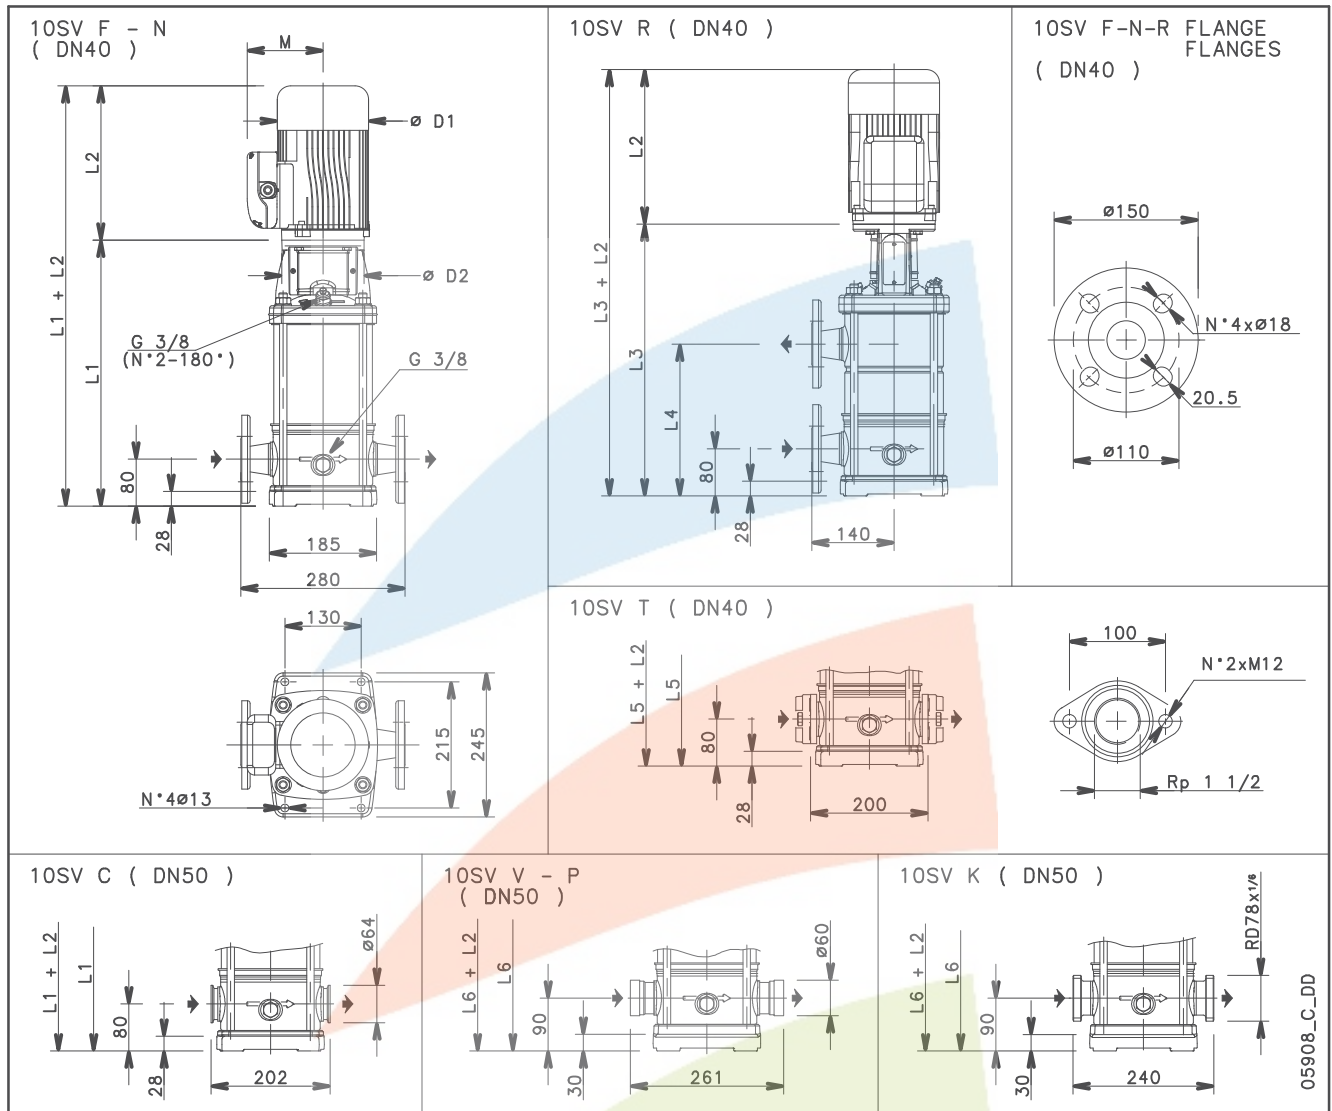 10SV F - N
( DN40 )
M
ø D1
L2
L1 + L2
ø D2
G 3/8
(N°2-180°)
G 3/8
L1
80
28
185
280
130
215
245
N°4ø13
10SV R ( DN40 )
L2
L3 + L2
L3
L4
80
28
140
10SV F-N-R FLANGE
FLANGES
( DN40 )
ø150
N°4xø18
20.5
ø110
10SV T ( DN40 )
L5 + L2
L5
80
28
200
100
N°2xM12
Rp 1 1/2
10SV C ( DN50 )
L1 + L2
L1
80
28
ø64
202
10SV V - P
( DN50 )
L6 + L2
L6
90
30
ø60
261
10SV K ( DN50 )
L6 + L2
L6
90
30
RD78x1/6
240
05908_C_DD